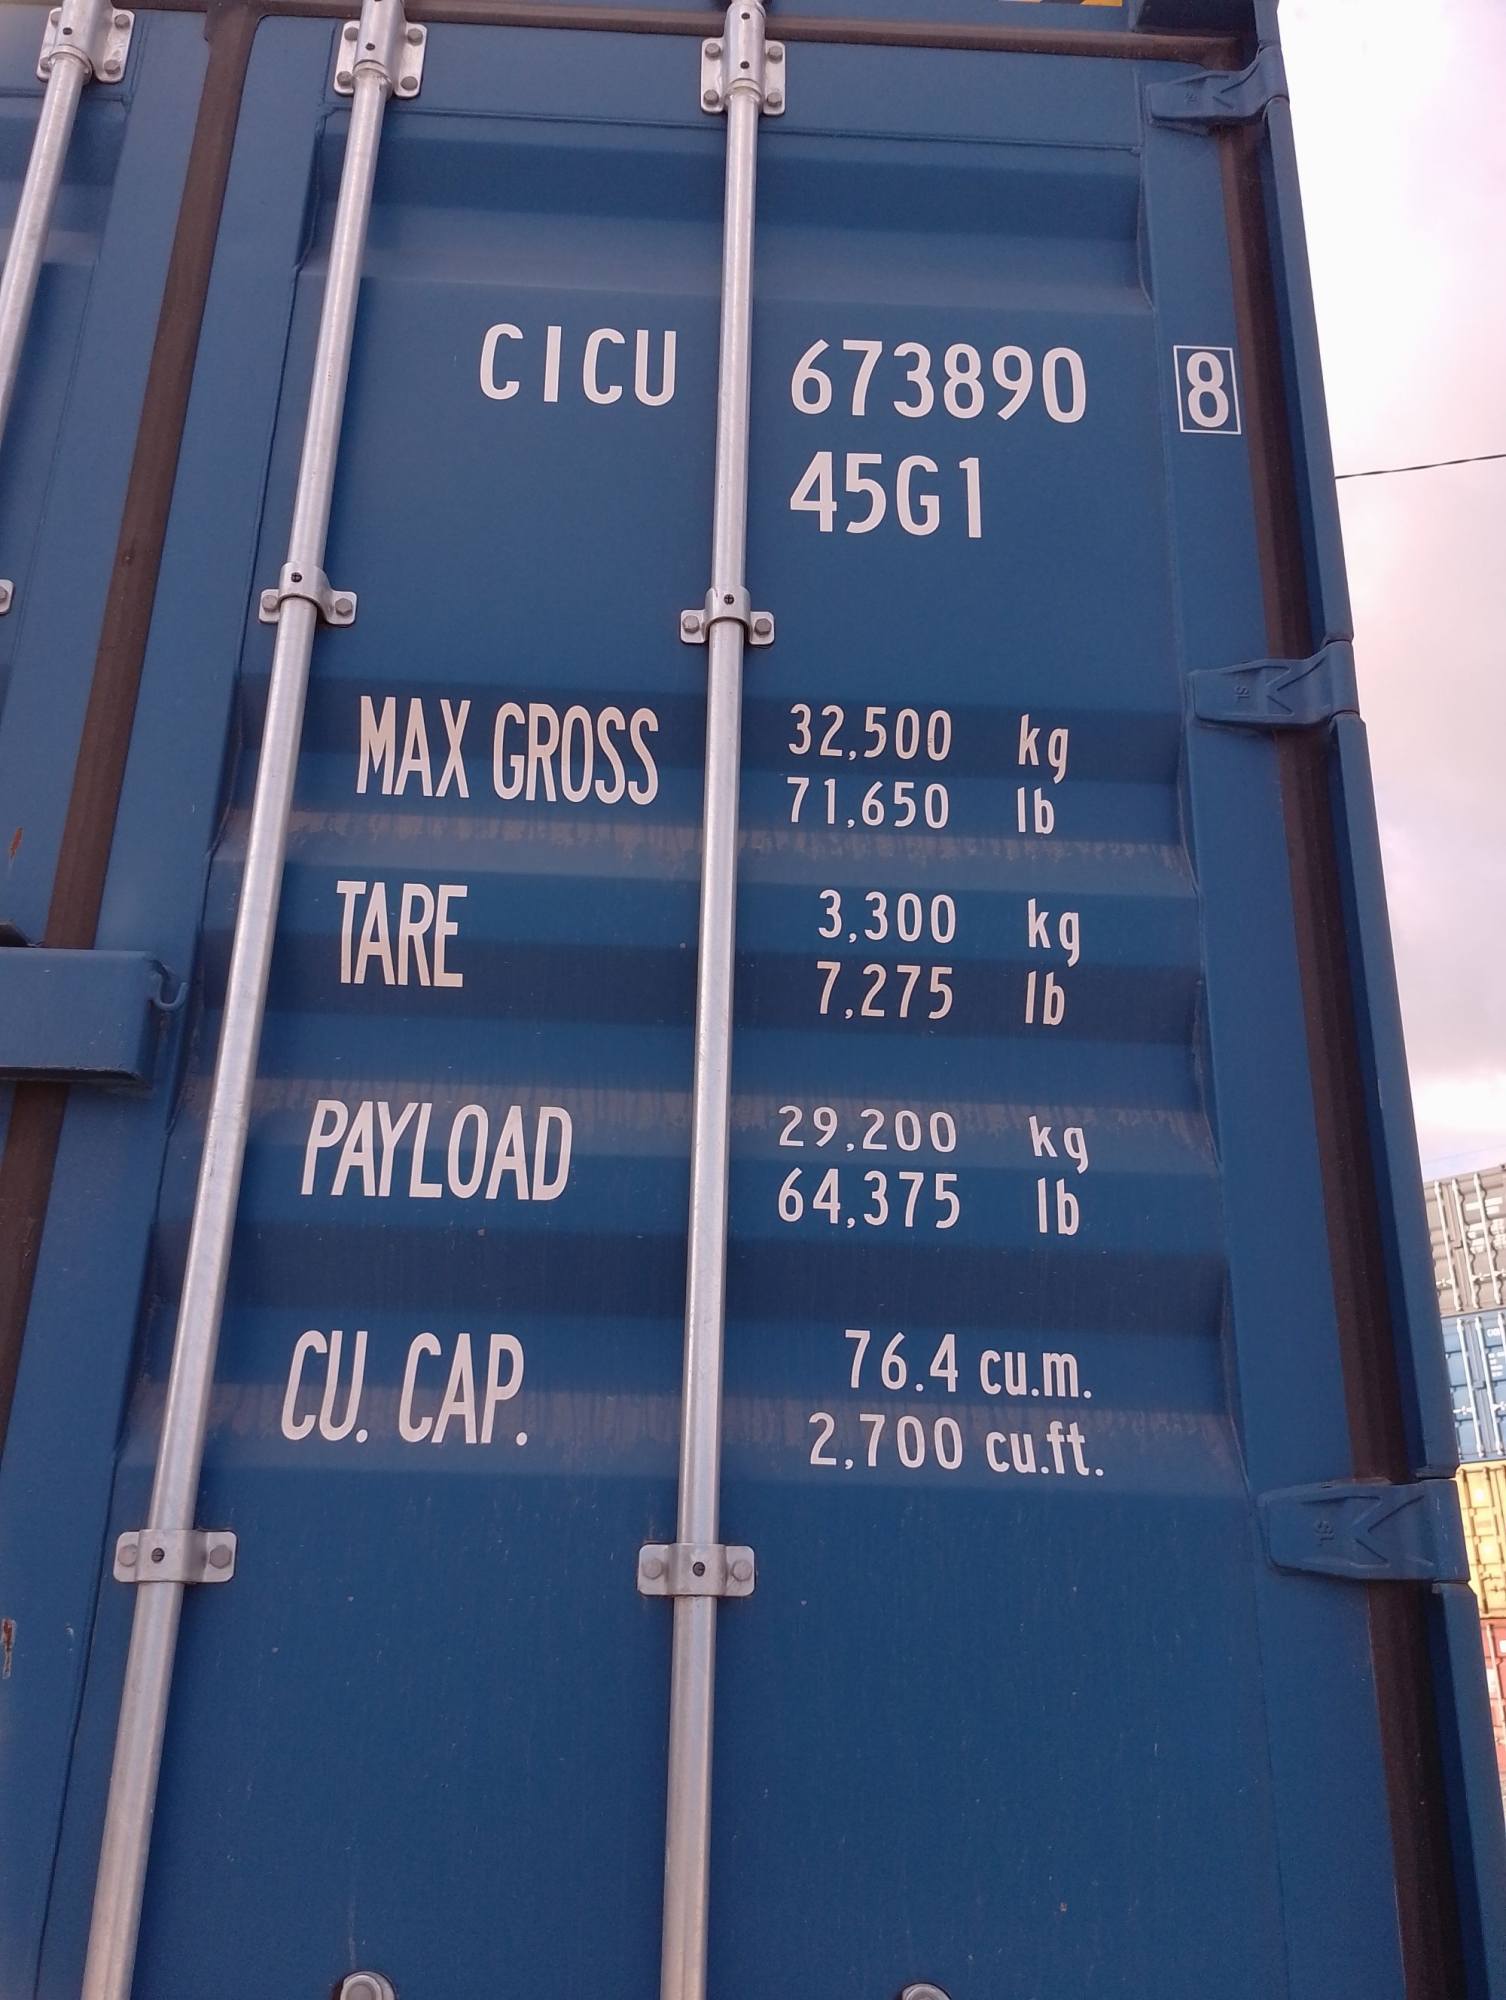 CICU 673890 8
45G1
MAX GROSS 32,500 kg
71,650 lb
TARE 3,300 kg
7,275 lb
PAYLOAD 29,200 kg
64,375 lb
CU. CAP. 76.4 cu.m.
2,700 cu.ft.